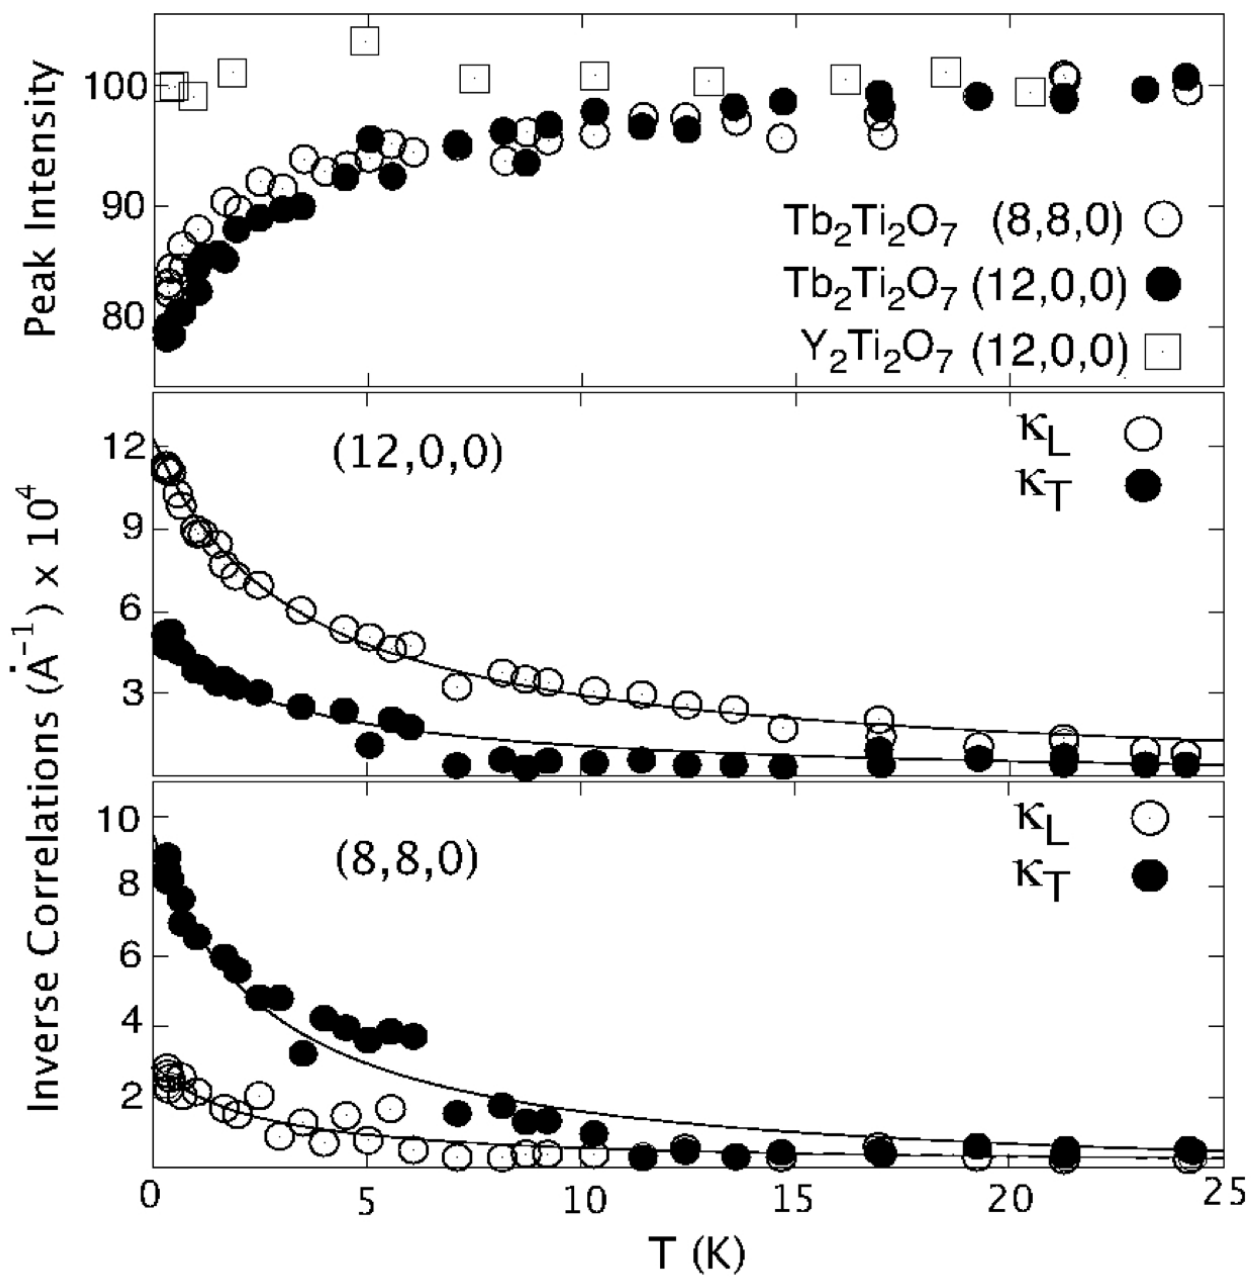 Peak Intensity
100
90
80
Tb2Ti2O7 (8,8,0)
Tb2Ti2O7 (12,0,0)
Y2Ti2O7 (12,0,0)
Inverse Correlations (Å−1) x 10^4
12
9
6
3
(12,0,0)
κL
κT
10
8
6
4
2
(8,8,0)
κL
κT
0 5 10 15 20 25
T (K)